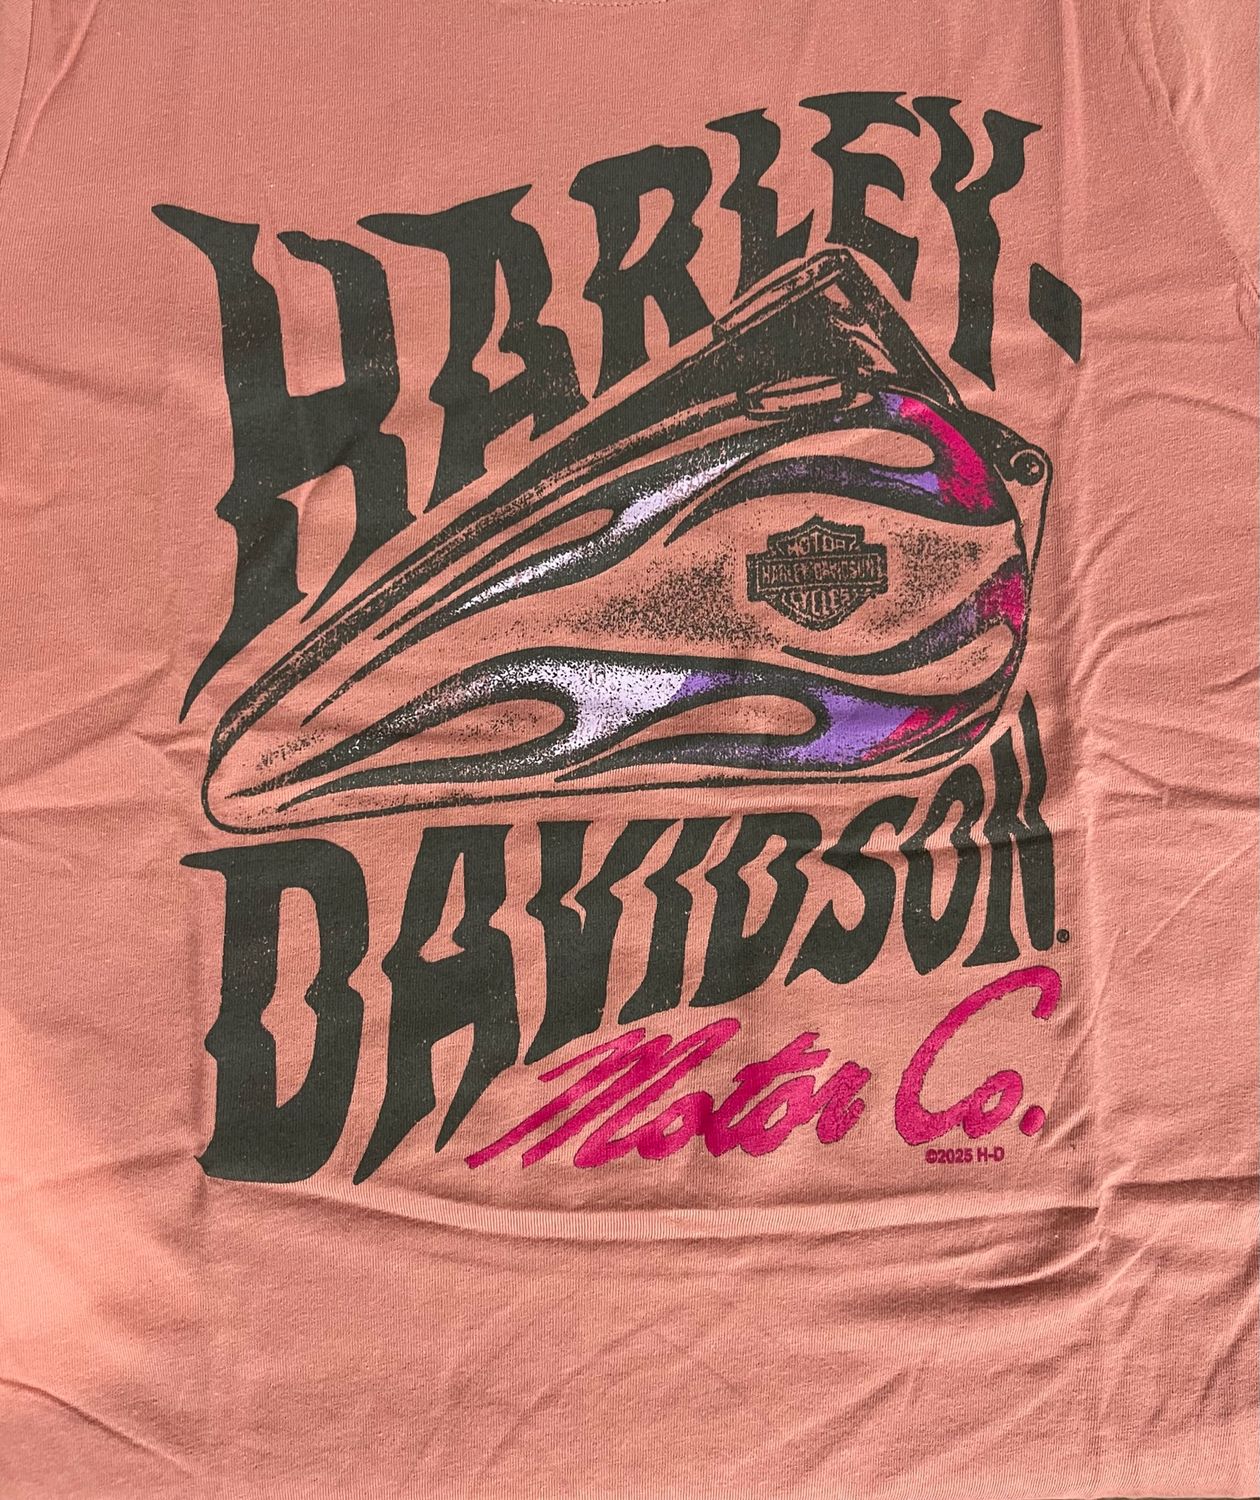 HARLEY-
MOTOR
HARLEY-DAVIDSON
CYCLES
DAVIDSON®
Motor Co.
©2025 H-D